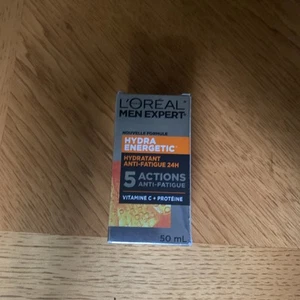 L'ORÉAL
MEN EXPERT
NOUVELLE FORMULE
HYDRA
ENERGETIC
HYDRATANT
ANTI-FATIGUE 24H
5 ACTIONS
ANTI-FATIGUE
VITAMINE C + PROTÉINE
50 mL